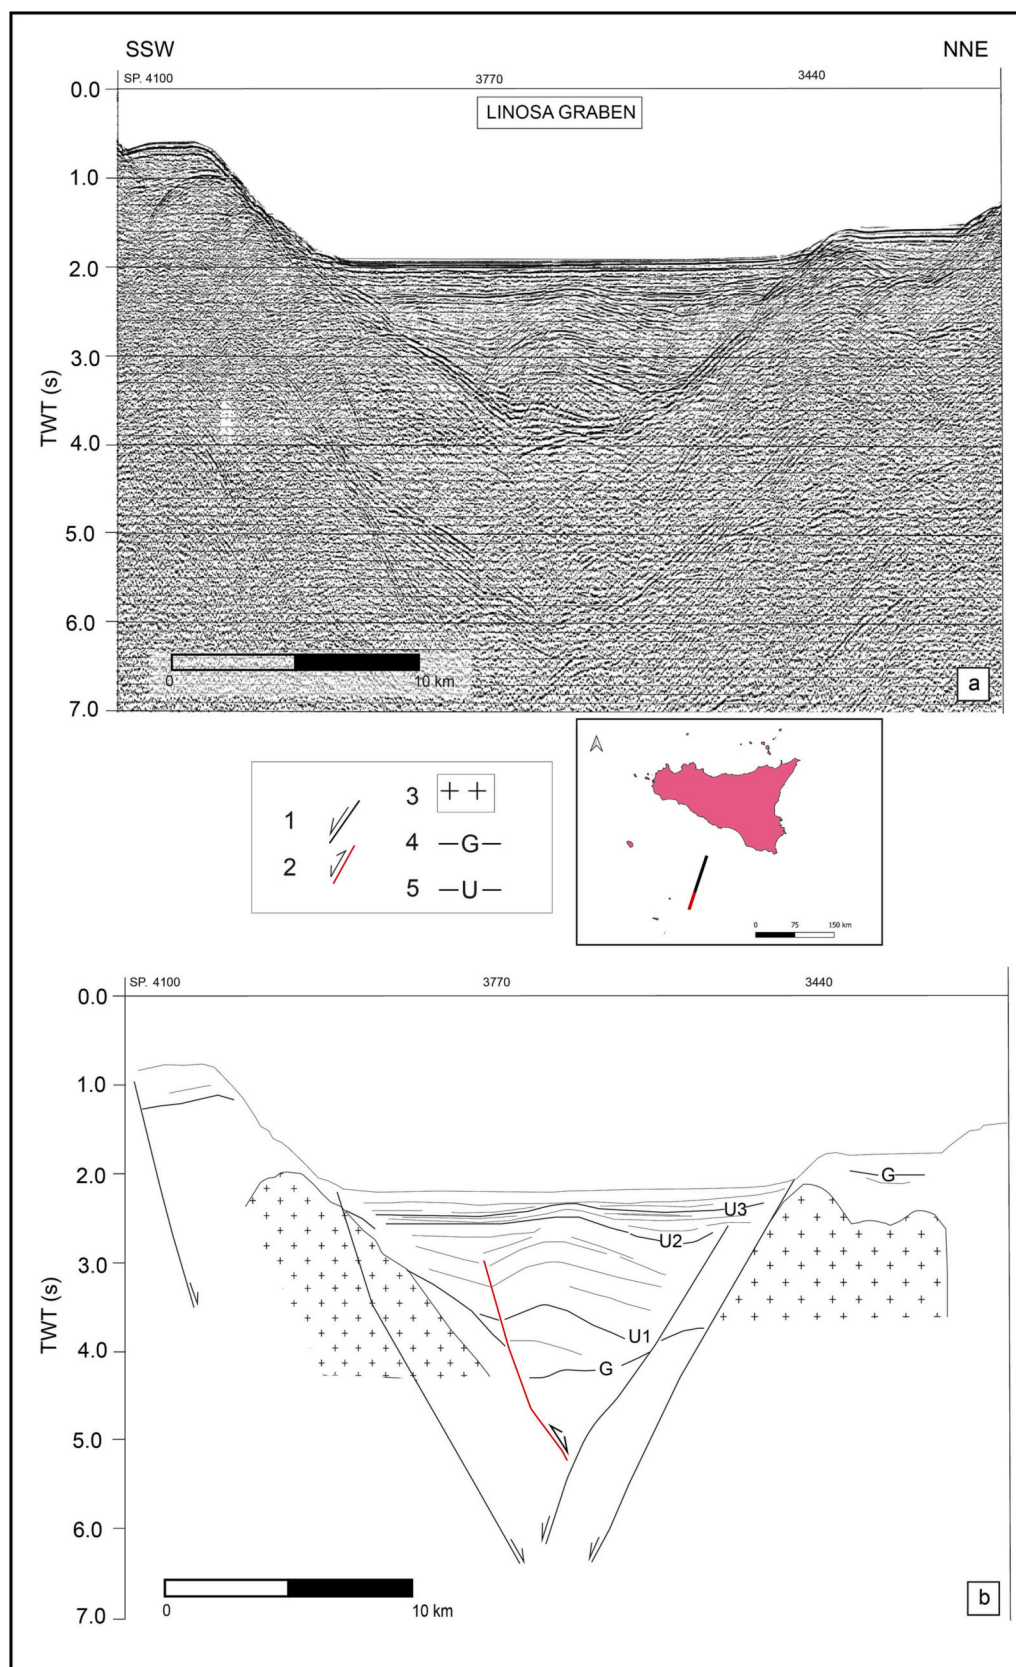 SSW NNE
SP. 4100 3770 3440
0.0
LINOSA GRABEN
1.0
2.0
3.0
TWT (s)
4.0
5.0
6.0
0 10 km
a
7.0
1 3 + +
2 4 G
5 U
0 75 150 km
SP. 4100 3770 3440
0.0
1.0
2.0
G
U3
U2
3.0
TWT (s)
U1
4.0
G
5.0
6.0
0 10 km
b
7.0